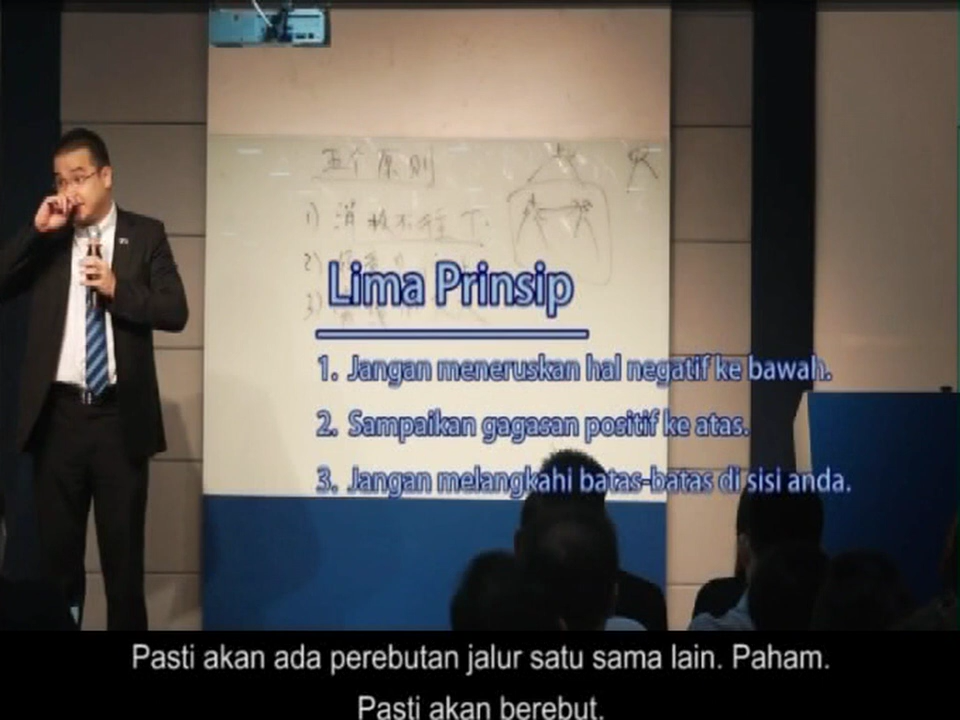 五个原则
1) 消极不往下
2)
3)
Lima Prinsip
1. Jangan meneruskan hal negatif ke bawah.
2. Sampaikan gagasan positif ke atas.
3. Jangan melangkahi batas-batas di sisi anda.
Pasti akan ada perebutan jalur satu sama lain. Paham.
Pasti akan berebut.